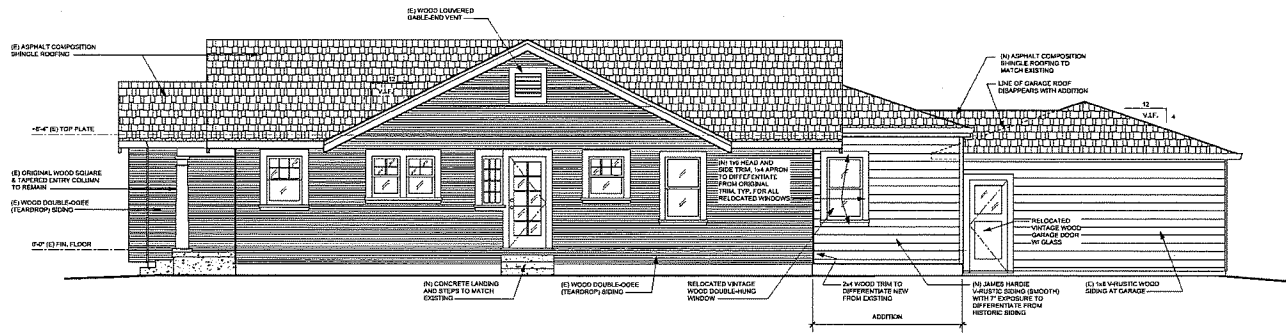 (E) WOOD LOUVERED
GABLE-END VENT
(E) ASPHALT COMPOSITION
SHINGLE ROOFING
(N) ASPHALT COMPOSITION
SHINGLE ROOFING TO
MATCH EXISTING
LINE OF GARAGE ROOF
DISAPPEARS WITH ADDITION
12
V.I.F.
12
V.I.F.
4
+8'-4" (E) TOP PLATE
(E) ORIGINAL WOOD SQUARE
& TAPERED ENTRY COLUMN
TO REMAIN
(E) WOOD DOUBLE-OGEE
(TEARDROP) SIDING
0'-0" (E) FIN. FLOOR
(N) 1x6 HEAD AND
SIDE TRIM, 1x4 APRON
TO DIFFERENTIATE
FROM ORIGINAL
TRIM, TYP. FOR ALL
RELOCATED WINDOWS
RELOCATED
VINTAGE WOOD
GARAGE DOOR
W/ GLASS
(N) CONCRETE LANDING
AND STEPS TO MATCH
EXISTING
(E) WOOD DOUBLE-OGEE
(TEARDROP) SIDING
RELOCATED VINTAGE
WOOD DOUBLE-HUNG
WINDOW
2x4 WOOD TRIM TO
DIFFERENTIATE NEW
FROM EXISTING
(N) JAMES HARDIE
V-RUSTIC SIDING (SMOOTH)
WITH 7" EXPOSURE TO
DIFFERENTIATE FROM
HISTORIC SIDING
(E) 1x8 V-RUSTIC WOOD
SIDING AT GARAGE
ADDITION